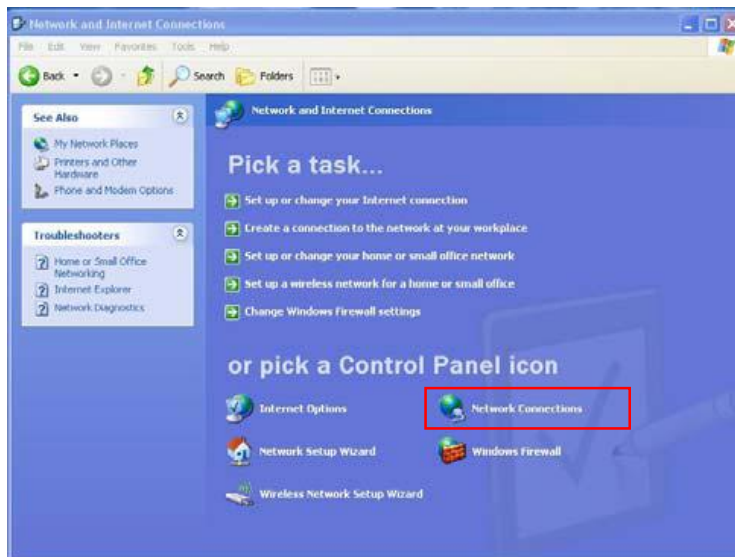 Network and Internet Connections
File Edit View Favorites Tools Help
Back Search Folders
See Also
My Network Places
Printers and Other
Hardware
Phone and Modem Options
Troubleshooters
Home or Small Office
Networking
Internet Explorer
Network Diagnostics
Network and Internet Connections
Pick a task...
Set up or change your Internet connection
Create a connection to the network at your workplace
Set up or change your home or small office network
Set up a wireless network for a home or small office
Change Windows Firewall settings
or pick a Control Panel icon
Internet Options
Network Connections
Network Setup Wizard
Windows Firewall
Wireless Network Setup Wizard